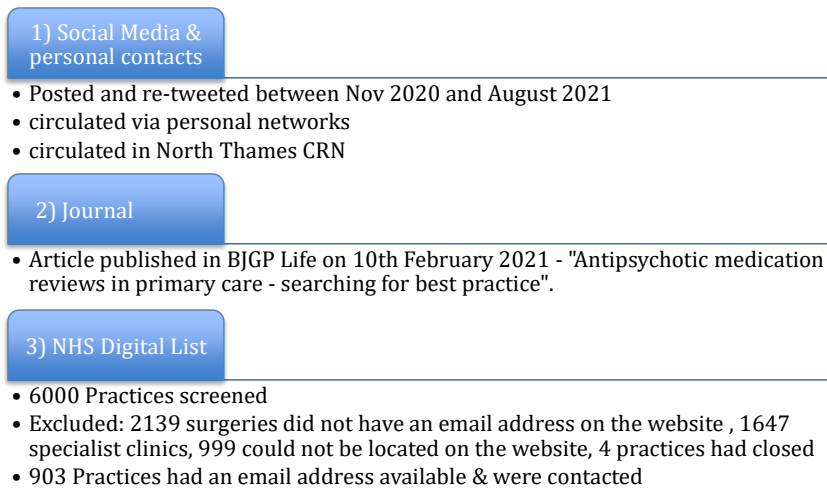 1) Social Media &
personal contacts
• Posted and re-tweeted between Nov 2020 and August 2021
• circulated via personal networks
• circulated in North Thames CRN
2) Journal
• Article published in BJGP Life on 10th February 2021 - "Antipsychotic medication
reviews in primary care - searching for best practice".
3) NHS Digital List
• 6000 Practices screened
• Excluded: 2139 surgeries did not have an email address on the website , 1647
specialist clinics, 999 could not be located on the website, 4 practices had closed
• 903 Practices had an email address available & were contacted